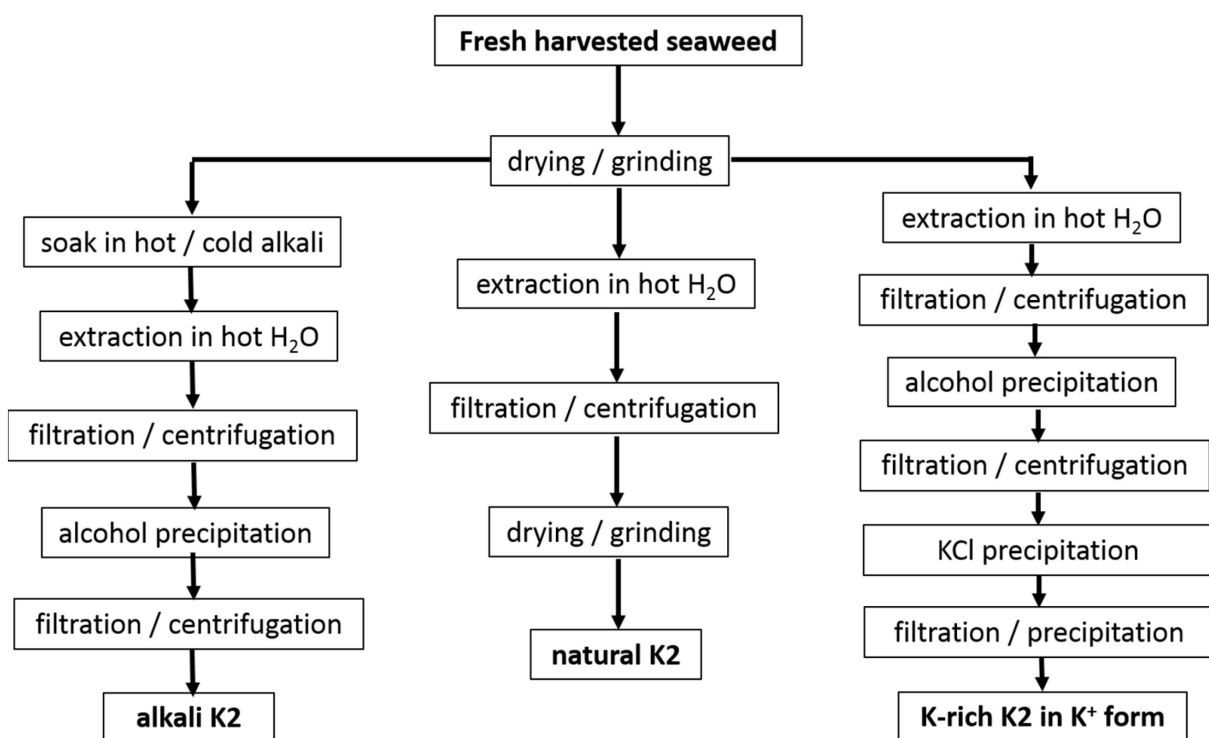 Fresh harvested seaweed
drying / grinding
soak in hot / cold alkali
extraction in hot H₂O
filtration / centrifugation
alcohol precipitation
filtration / centrifugation
alkali K2
extraction in hot H₂O
filtration / centrifugation
drying / grinding
natural K2
extraction in hot H₂O
filtration / centrifugation
alcohol precipitation
filtration / centrifugation
KCl precipitation
filtration / precipitation
K-rich K2 in K⁺ form